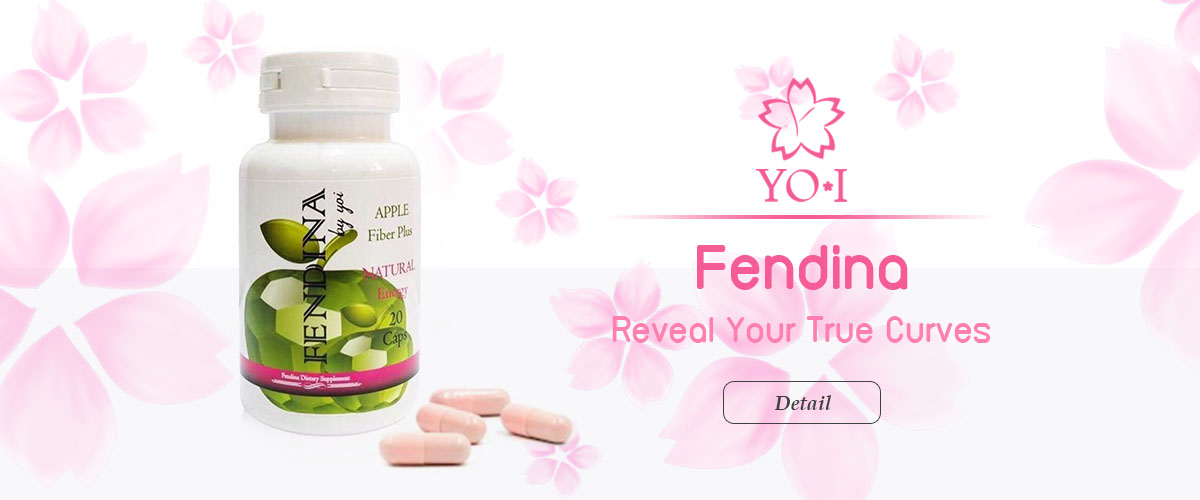 FENDINA
by yoi
APPLE
Fiber Plus
NATURAL
Energy
20
Caps
Fendina Dietary Supplement
YO I
Fendina
Reveal Your True Curves
Detail